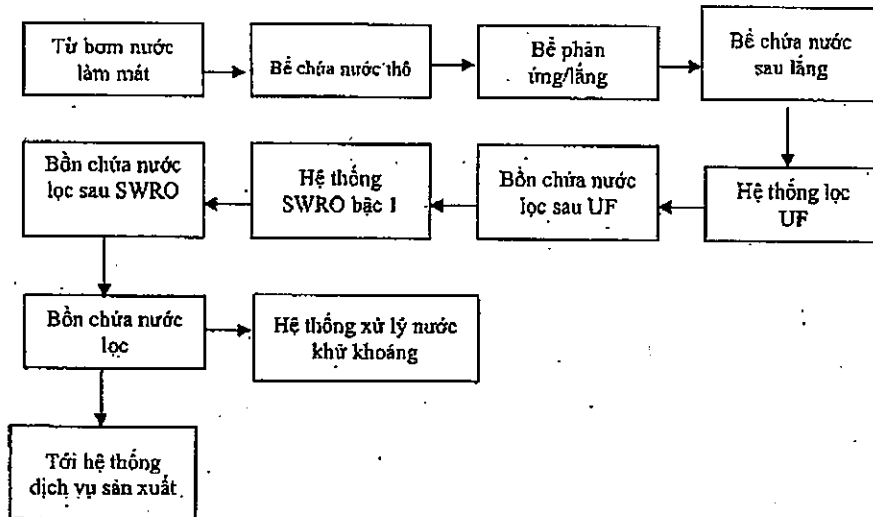 Từ bơm nước
làm mát
Bể chứa nước thô
Bể phản
ứng/lắng
Bể chứa nước
sau lắng
Bồn chứa nước
lọc sau SWRO
Hệ thống
SWRO bậc 1
Bồn chứa nước
lọc sau UF
Hệ thống lọc
UF
Bồn chứa nước
lọc
Hệ thống xử lý nước
khử khoáng
Tới hệ thống
dịch vụ sản xuất